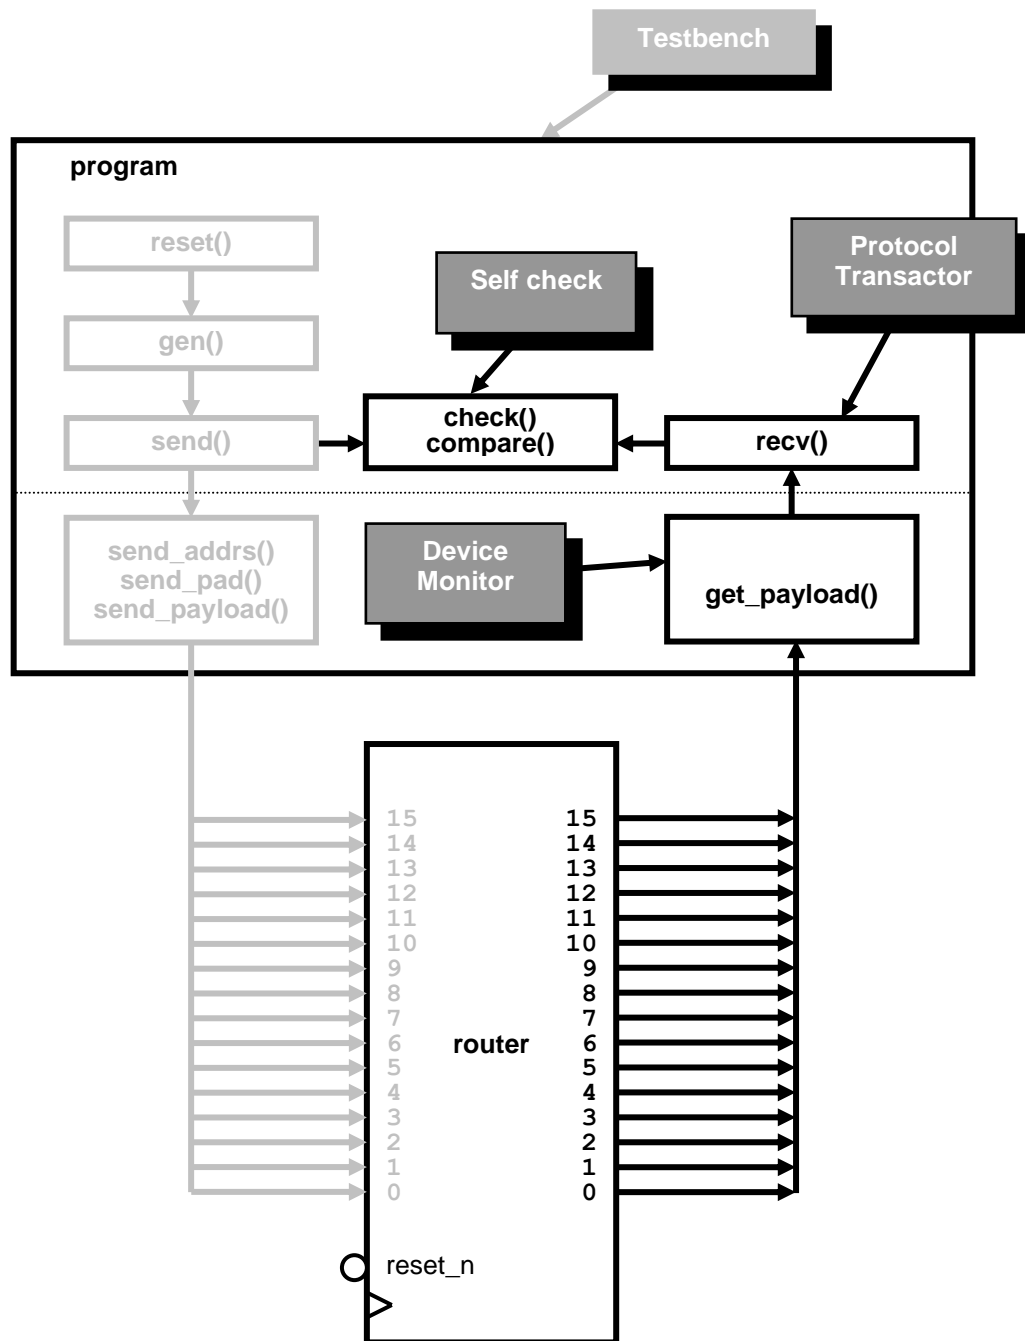 Testbench
program
reset()
Protocol
Transactor
Self check
gen()
check()
compare()
send()
recv()
send_addrs()
send_pad()
send_payload()
Device
Monitor
get_payload()
15 15
14 14
13 13
12 12
11 11
10 10
9 9
8 8
7 7
6 router 6
5 5
4 4
3 3
2 2
1 1
0 0
reset_n